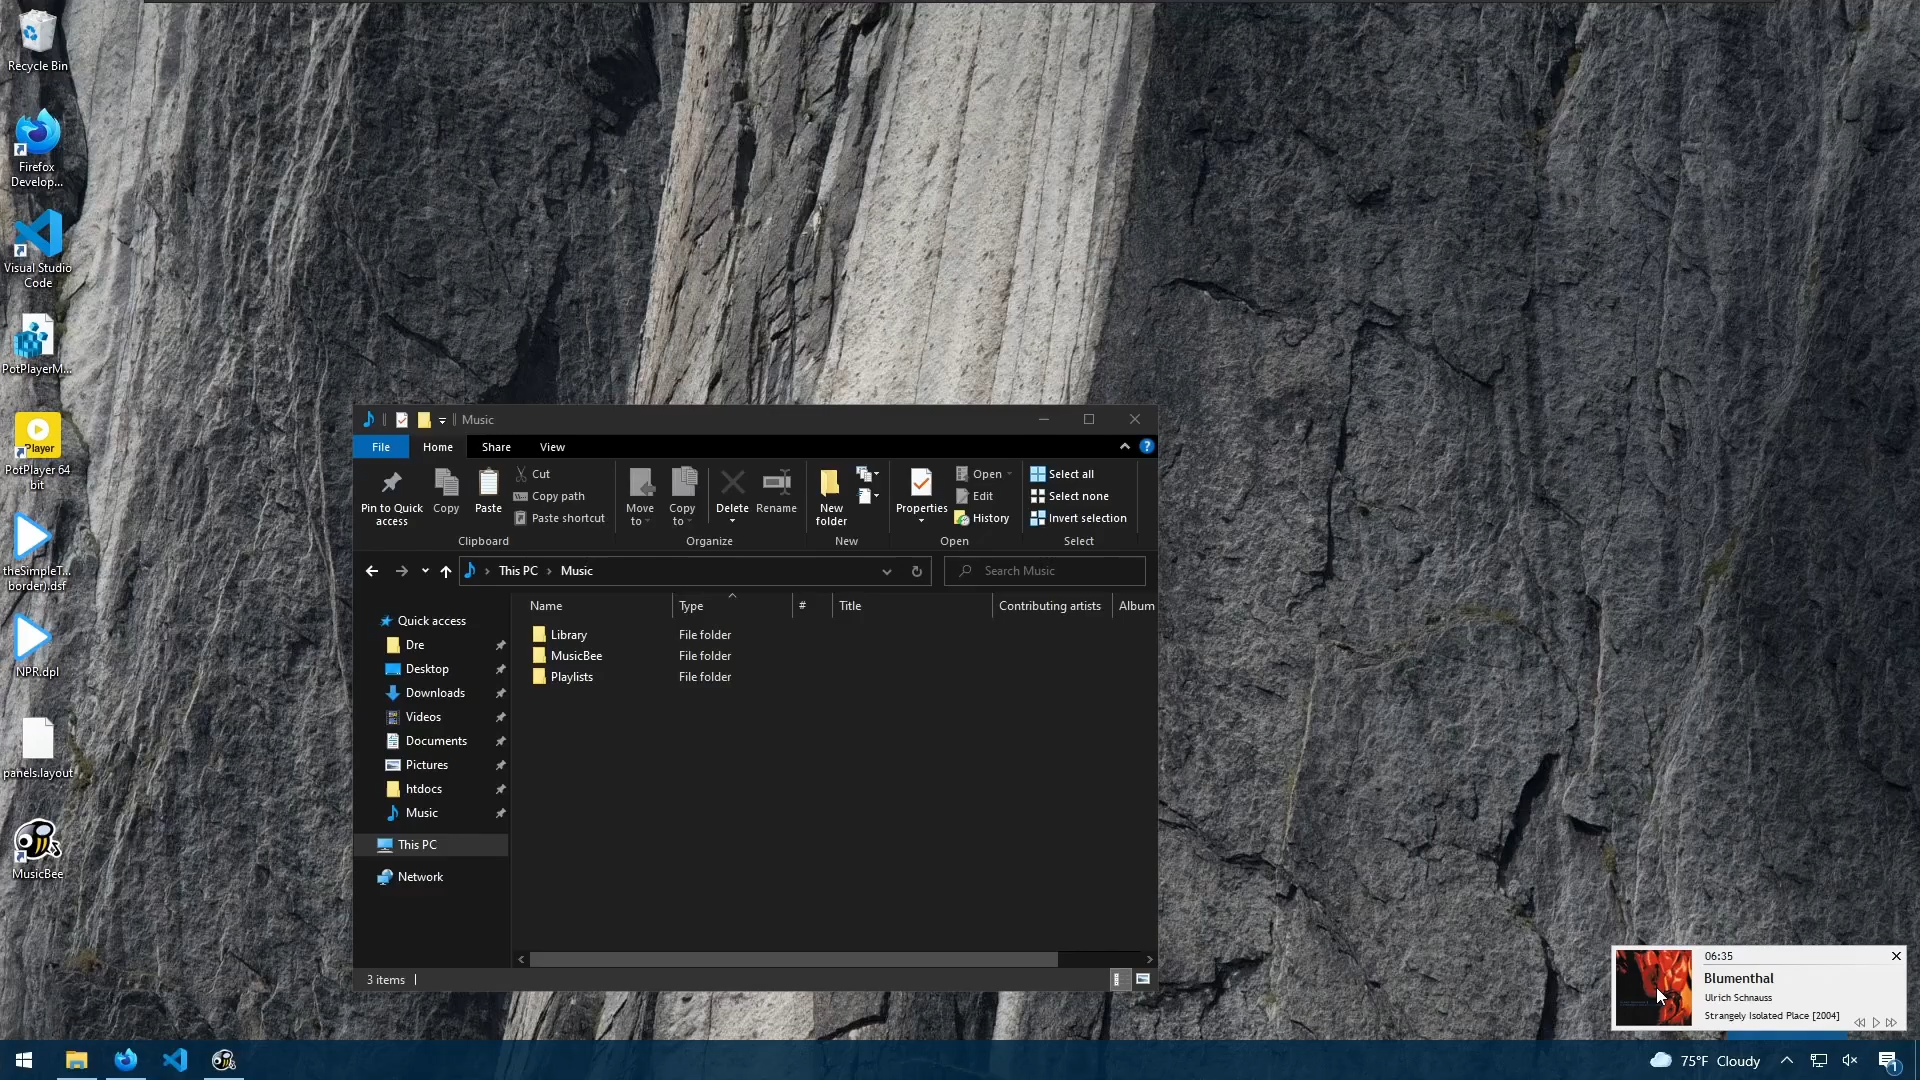 Recycle Bin
Firefox
Develop...
Visual Studio
Code
PotPlayerM...
Player
PotPlayer 64
bit
theSimpleT...
border).dsf
NPR.dpl
panels.layout
MusicBee
Music
File
Home
Share
View
Pin to Quick
access
Copy
Paste
Cut
Copy path
Paste shortcut
Clipboard
Move
to
Copy
to
Delete
Rename
Organize
New
folder
New
Properties
Open
Edit
History
Open
Select all
Select none
Invert selection
Select
This PC
Music
Search Music
Name
Type
#
Title
Contributing artists
Album
Quick access
Dre
Desktop
Downloads
Videos
Documents
Pictures
htdocs
Music
This PC
Network
Library
File folder
MusicBee
File folder
Playlists
File folder
3 items
06:35
Blumenthal
Ulrich Schnauss
Strangely Isolated Place [2004]
75°F Cloudy
1